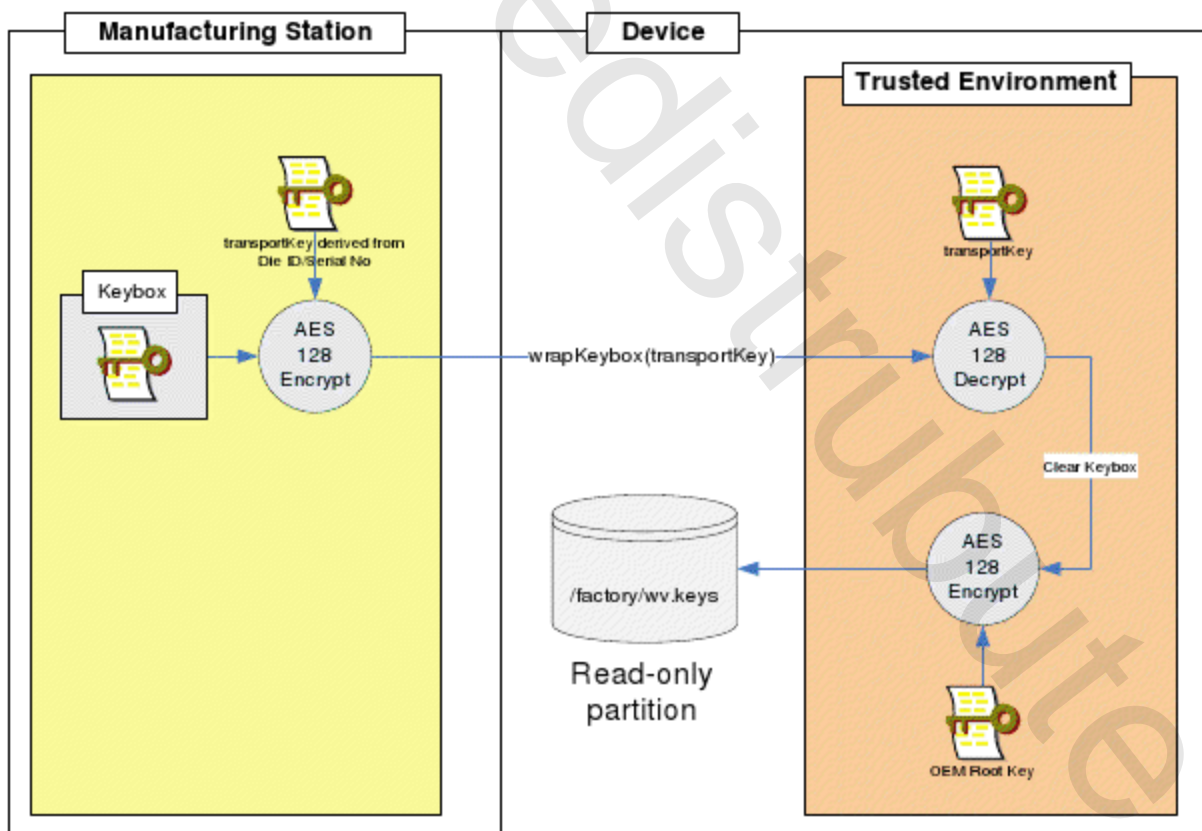 Manufacturing Station
Device
Trusted Environment
transportKey derived from
Die ID/Serial No
transportKey
Keybox
AES
128
Encrypt
wrapKeybox(transportKey)
AES
128
Decrypt
Clear Keybox
AES
128
Encrypt
/factory/wv.keys
Read-only
partition
OEM Root Key
edistrubute